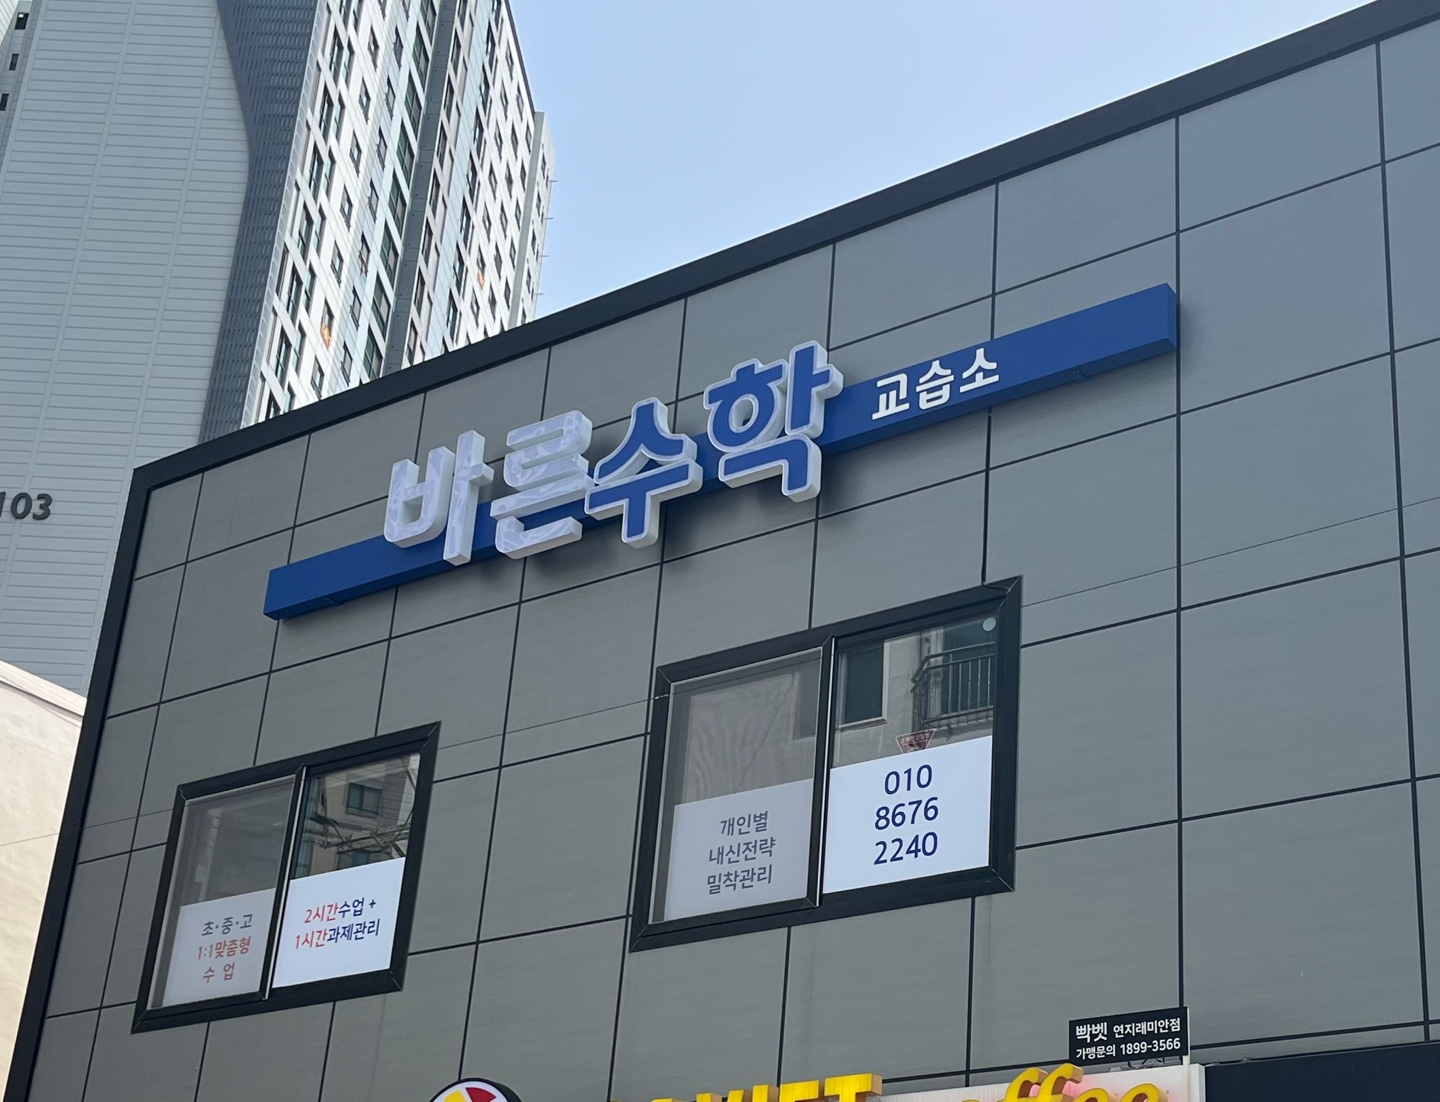 103
바른수학 교습소
초·중·고
1:1맞춤형
수 업
2시간수업 +
1시간과제관리
개인별
내신전략
밀착관리
010
8676
2240
빽벳 연지래미안점
가맹문의 1899-3566